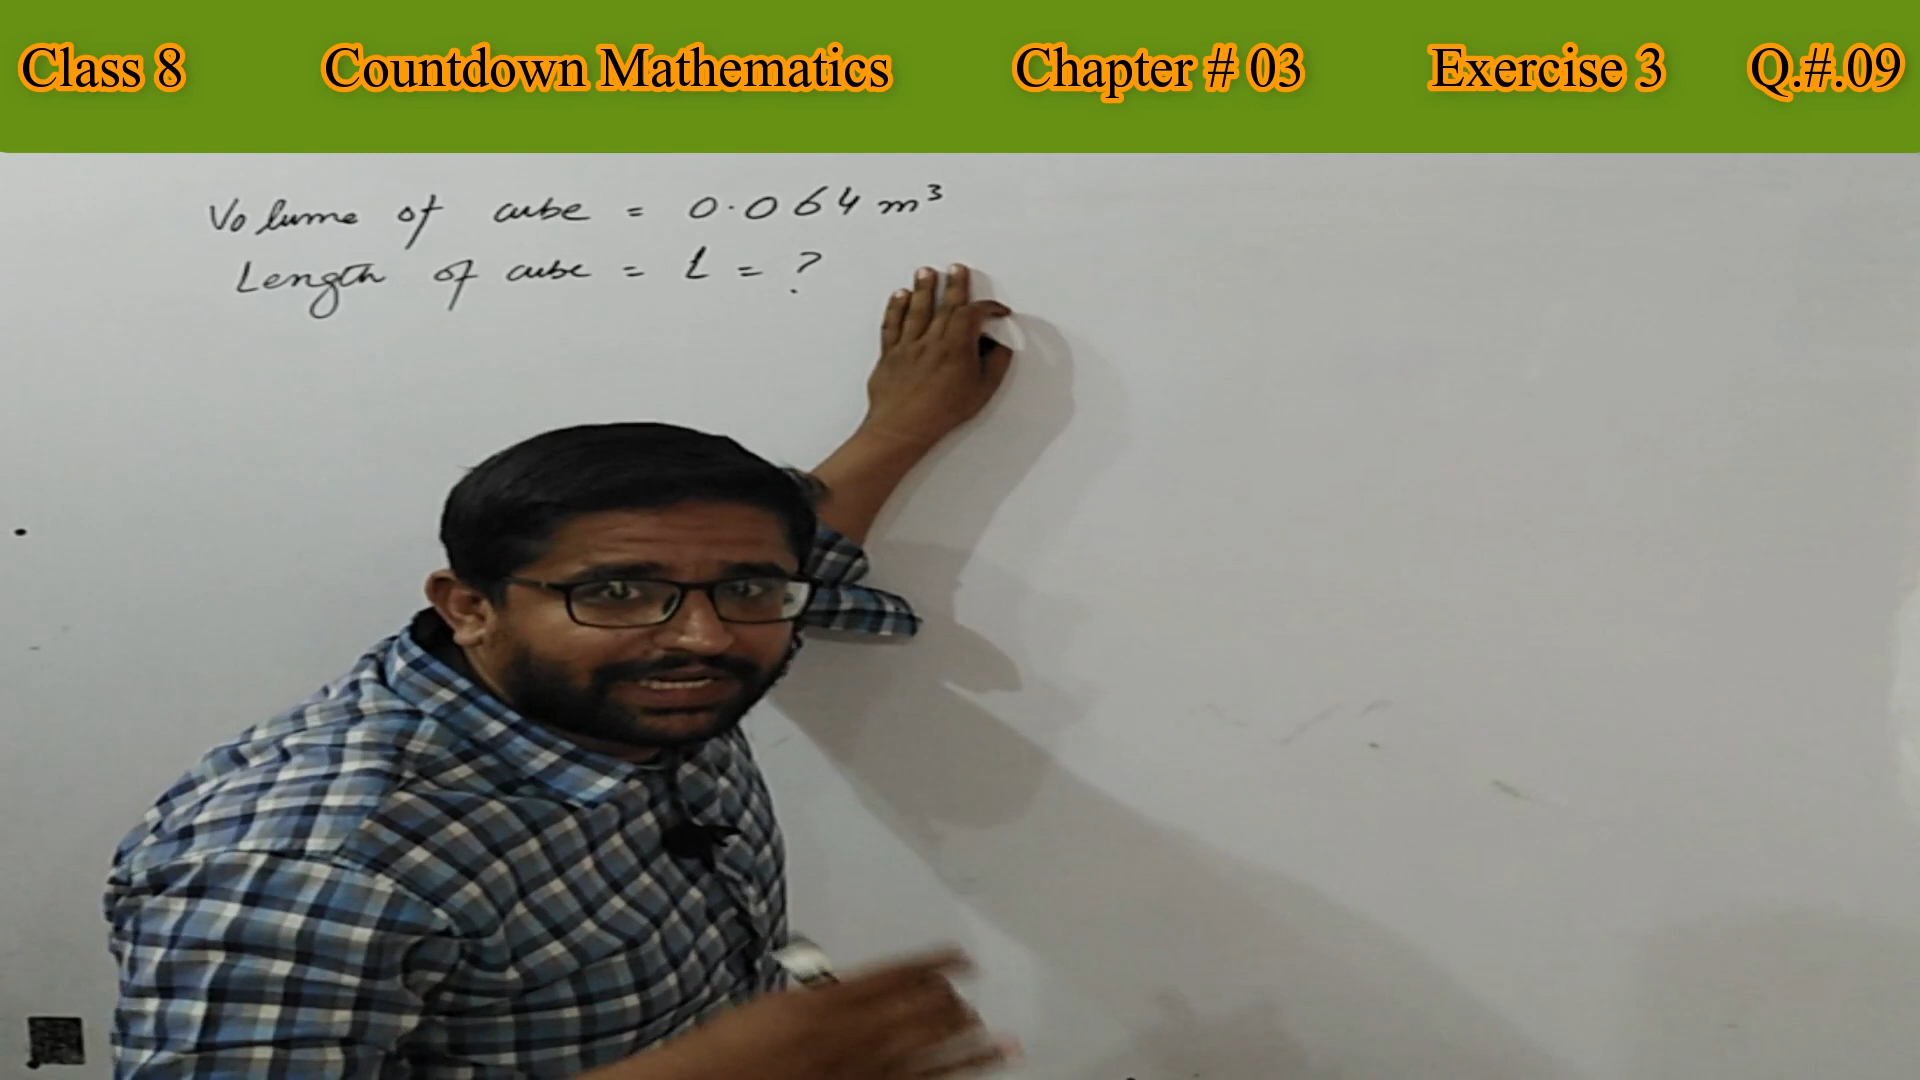 Class 8 Countdown Mathematics Chapter # 03 Exercise 3 Q.#.09
Volume of cube = 0.064 m³
Length of cube = L = ?